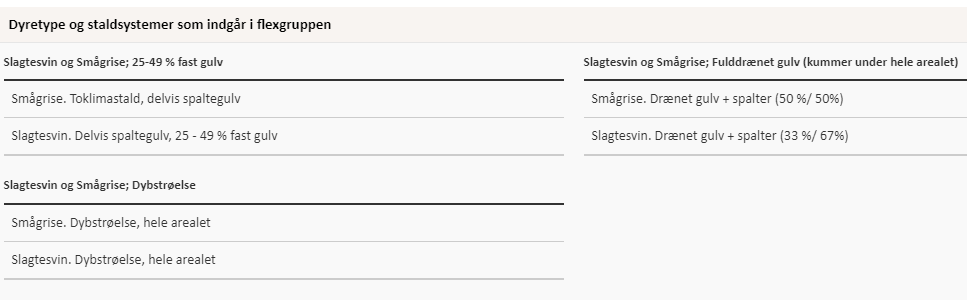 Dyretype og staldsystemer som indgår i flexgruppen
Slagtesvin og Smågrise; 25-49 % fast gulv
Smågrise. Toklimastald, delvis spaltegulv
Slagtesvin. Delvis spaltegulv, 25 - 49 % fast gulv
Slagtesvin og Smågrise; Fulddrænet gulv (kummer under hele arealet)
Smågrise. Drænet gulv + spalter (50 %/ 50%)
Slagtesvin. Drænet gulv + spalter (33 %/ 67%)
Slagtesvin og Smågrise; Dybstrøelse
Smågrise. Dybstrøelse, hele arealet
Slagtesvin. Dybstrøelse, hele arealet